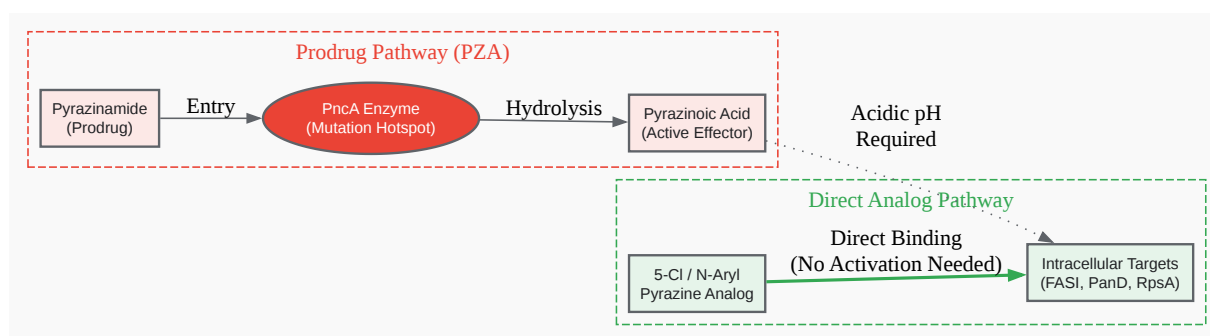 Prodrug Pathway (PZA)
Pyrazinamide
(Prodrug)
Entry
PncA Enzyme
(Mutation Hotspot)
Hydrolysis
Pyrazinoic Acid
(Active Effector)
Acidic pH
Required
Direct Analog Pathway
5-Cl / N-Aryl
Pyrazine Analog
Direct Binding
(No Activation Needed)
Intracellular Targets
(FASI, PanD, RpsA)